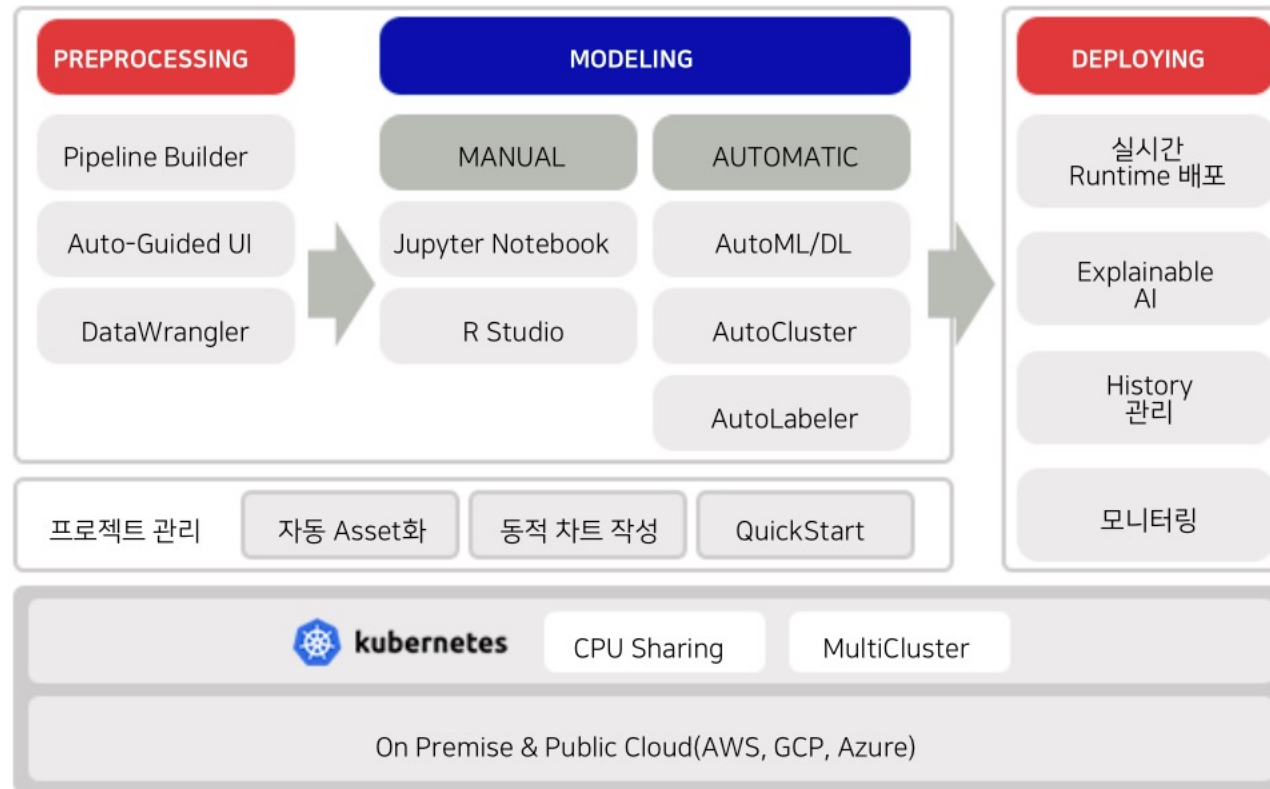 PREPROCESSING
Pipeline Builder
Auto-Guided UI
DataWrangler
MODELING
MANUAL
Jupyter Notebook
R Studio
AUTOMATIC
AutoML/DL
AutoCluster
AutoLabeler
DEPLOYING
실시간
Runtime 배포
Explainable
AI
History
관리
모니터링
프로젝트 관리
자동 Asset화
동적 차트 작성
QuickStart
kubernetes
CPU Sharing
MultiCluster
On Premise & Public Cloud(AWS, GCP, Azure)